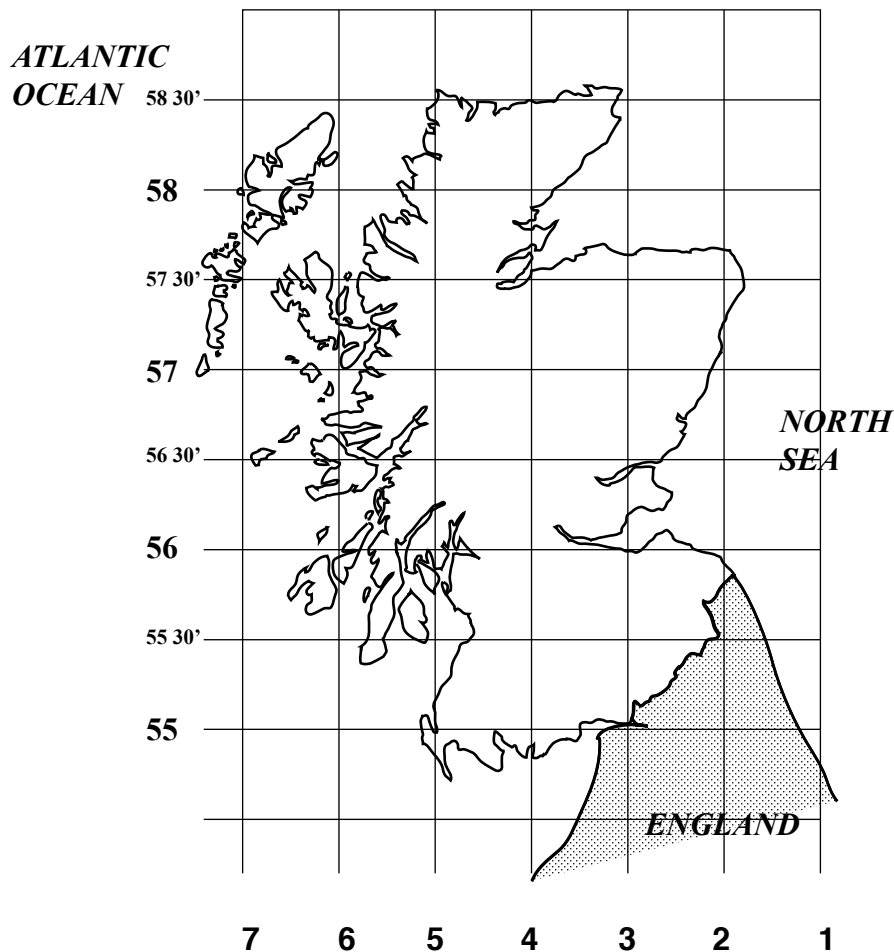 ATLANTIC
OCEAN
58 30’
58
57 30’
57
NORTH
SEA
56 30’
56
55 30’
55
ENGLAND
7 6 5 4 3 2 1